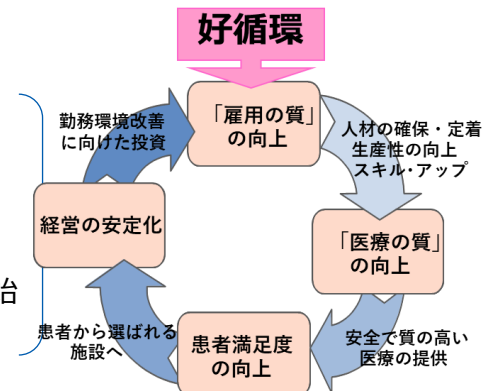 好循環
「雇用の質」
の向上
勤務環境改善
に向けた投資
人材の確保・定着
生産性の向上
スキル・アップ
経営の安定化
「医療の質」
の向上
治
患者から選ばれる
施設へ
患者満足度
の向上
安全で質の高い
医療の提供